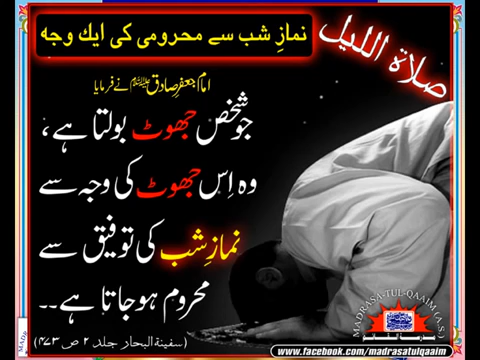 نمازِ شب سے محرومی کی ایک وجہ
صلاۃ اللیل
امام جعفر صادق علیہ السلام نے فرمایا
جو شخص جھوٹ بولتا ہے،
وہ اِس جھوٹ کی وجہ سے
نمازِ شب کی توفیق سے
محروم ہو جاتا ہے۔۔
(سفینۃ البحار جلد ۲ ص ۴۷۳)
MADRASA-TUL-QAAIM (A.S)
www.facebook.com/madrasatulqaaim